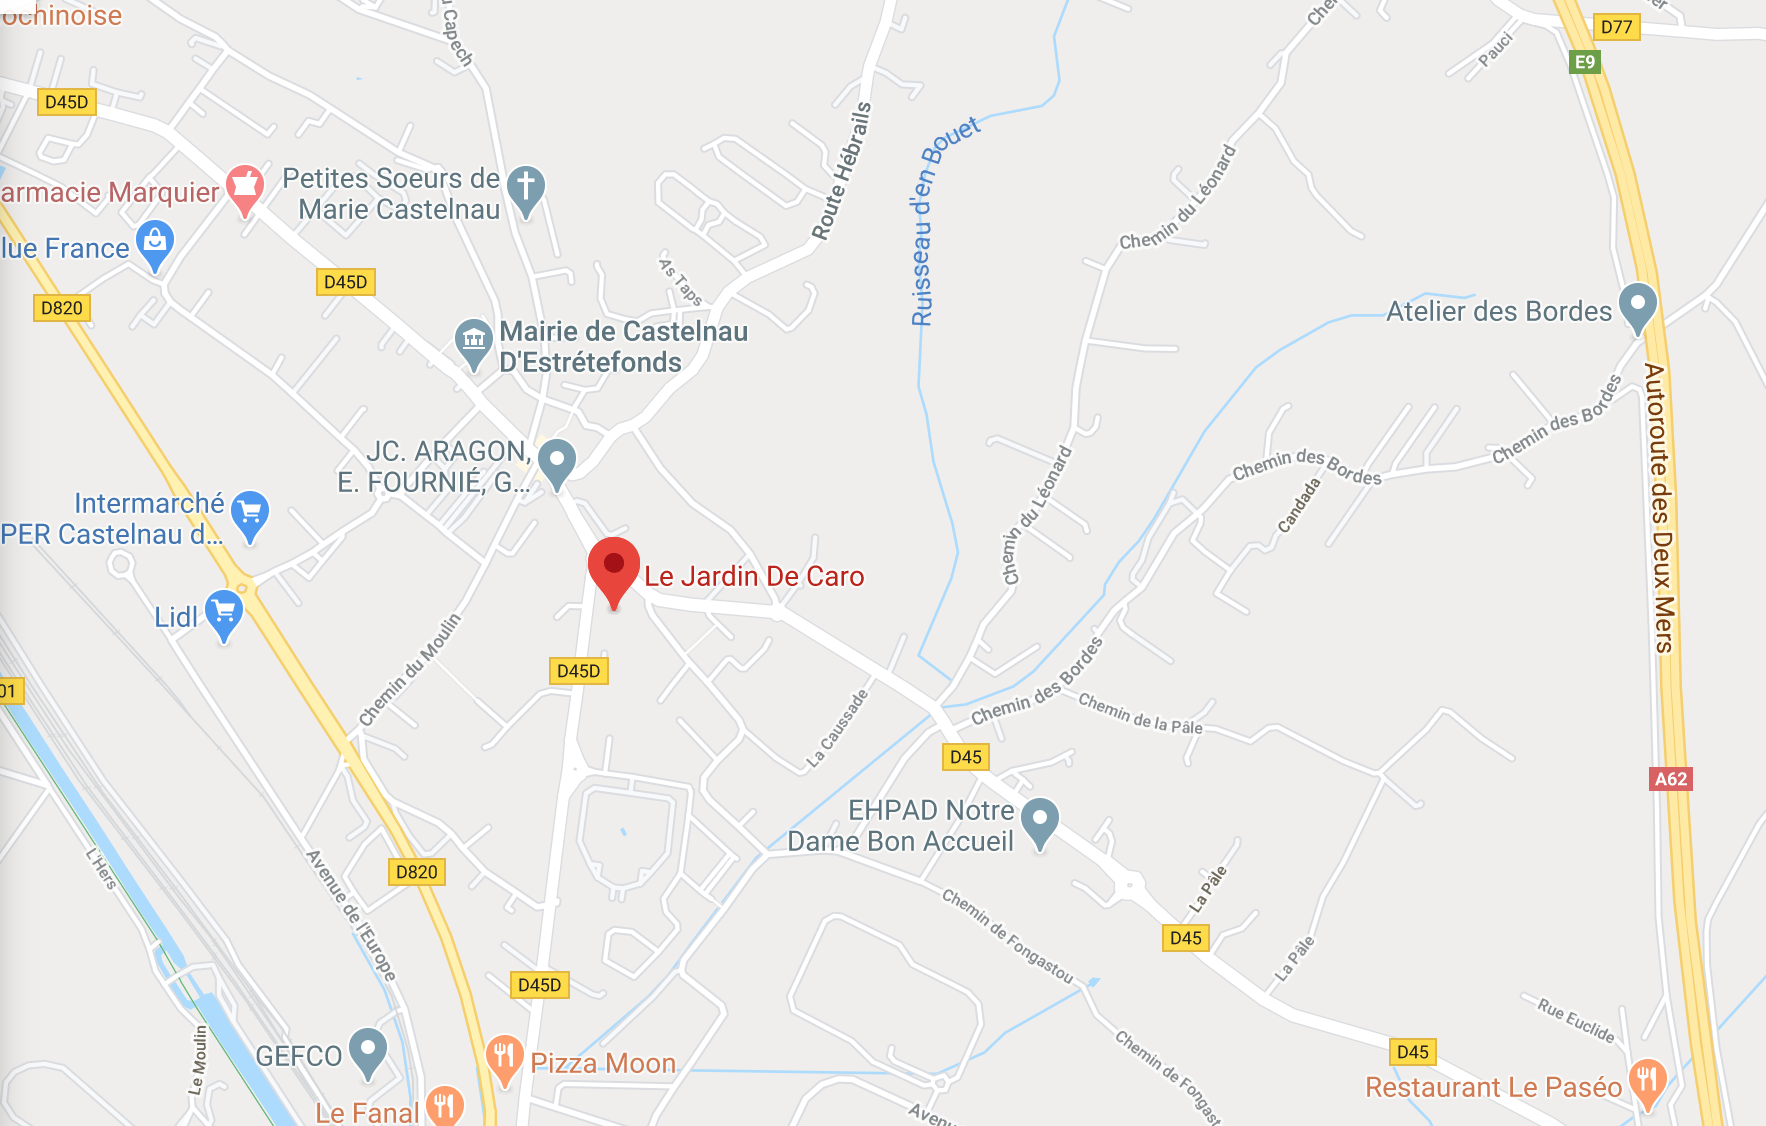 ochinoise
u Capech
D45D
Petites Soeurs de
Marie Castelnau
armacie Marquier
lue France
D45D
D820
Route Hébrails
As Taps
Mairie de Castelnau
D'Estrétefonds
Ruisseau d'en Bouet
Che
Chemin du Léonard
Pauci
D77
E9
Atelier des Bordes
Autoroute des Deux Mers
Chemin des Bordes
Chemin des Bordes
Candada
JC. ARAGON,
E. FOURNIÉ, G...
Intermarché
PER Castelnau d...
Lidl
Le Jardin De Caro
Chemin du Léonard
Chemin du Moulin
D45D
01
La Caussade
Chemin des Bordes
Chemin de la Pâle
D45
A62
EHPAD Notre
Dame Bon Accueil
D820
L'Hers
Avenue de l'Europe
La Pâle
Chemin de Fongastou
D45
La Pâle
D45D
Le Moulin
GEFCO
Pizza Moon
Le Fanal
Avenu
Chemin de Fongast
Rue Euclide
D45
Restaurant Le Paséo